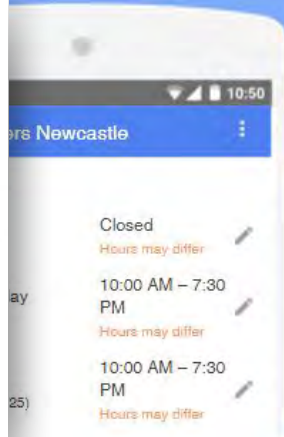 10:50
ers Newcastle
Closed
Hours may differ
10:00 AM – 7:30
ay
PM
Hours may differ
10:00 AM – 7:30
PM
25)
Hours may differ